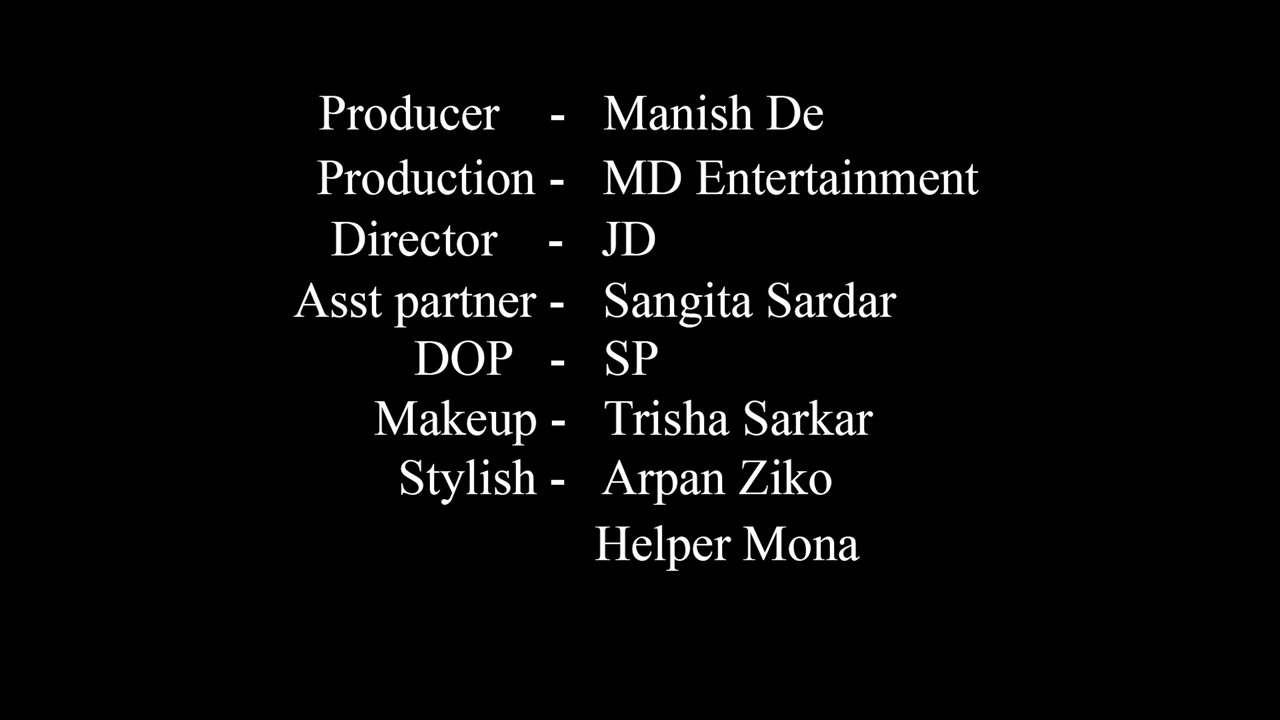 Producer - Manish De
Production - MD Entertainment
Director - JD
Asst partner - Sangita Sardar
DOP - SP
Makeup - Trisha Sarkar
Stylish - Arpan Ziko
Helper Mona